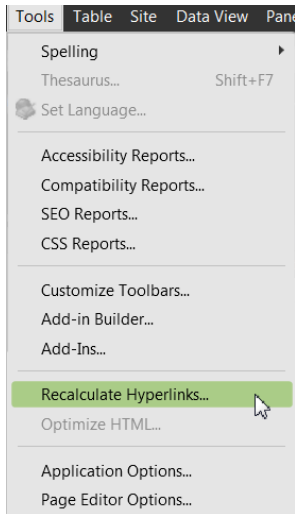 Tools Table Site Data View Pane
Spelling
Thesaurus... Shift+F7
Set Language...
Accessibility Reports...
Compatibility Reports...
SEO Reports...
CSS Reports...
Customize Toolbars...
Add-in Builder...
Add-Ins...
Recalculate Hyperlinks...
Optimize HTML...
Application Options...
Page Editor Options...